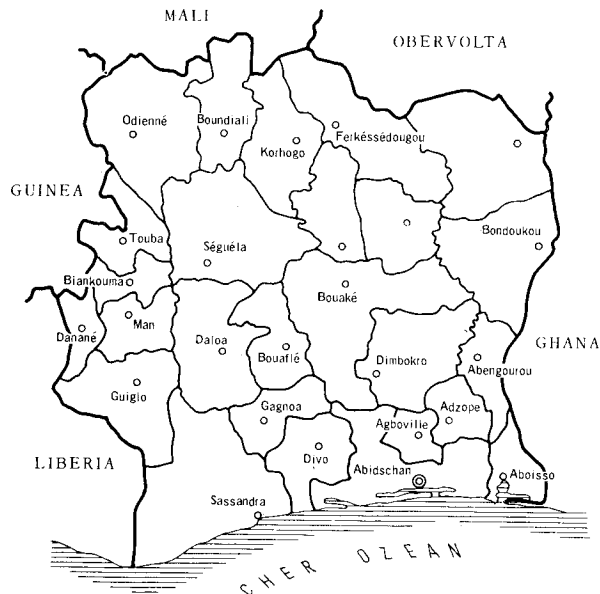 MALI
OBERVOLTA
Odienné
Boundiali
Ferkéssédougou
Korhogo
GUINEA
Touba
Séguéla
Bondoukou
Biankouma
Bouaké
Man
Danané
Daloa
Bouaflé
GHANA
Dimbokro
Abengourou
Guiglo
Gagnoa
Adzope
Agboville
Divo
LIBERIA
Abidschan
Aboisso
Sassandra
CHER OZEAN